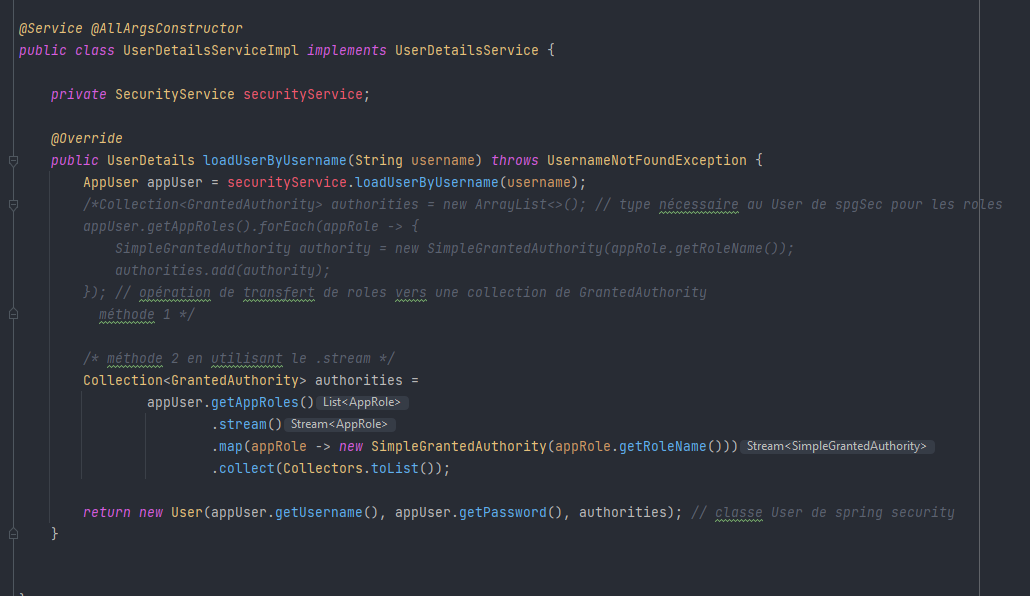 @Service @AllArgsConstructor
public class UserDetailsServiceImpl implements UserDetailsService {
private SecurityService securityService;
@Override
public UserDetails loadUserByUsername(String username) throws UsernameNotFoundException {
AppUser appUser = securityService.loadUserByUsername(username);
/*Collection<GrantedAuthority> authorities = new ArrayList<>(); // type nécessaire au User de spgSec pour les roles
appUser.getAppRoles().forEach(appRole -> {
SimpleGrantedAuthority authority = new SimpleGrantedAuthority(appRole.getRoleName());
authorities.add(authority);
}); // opération de transfert de roles vers une collection de GrantedAuthority
méthode 1 */
/* méthode 2 en utilisant le .stream */
Collection<GrantedAuthority> authorities =
appUser.getAppRoles() List<AppRole>
.stream() Stream<AppRole>
.map(appRole -> new SimpleGrantedAuthority(appRole.getRoleName())) Stream<SimpleGrantedAuthority>
.collect(Collectors.toList());
return new User(appUser.getUsername(), appUser.getPassword(), authorities); // classe User de spring security
}